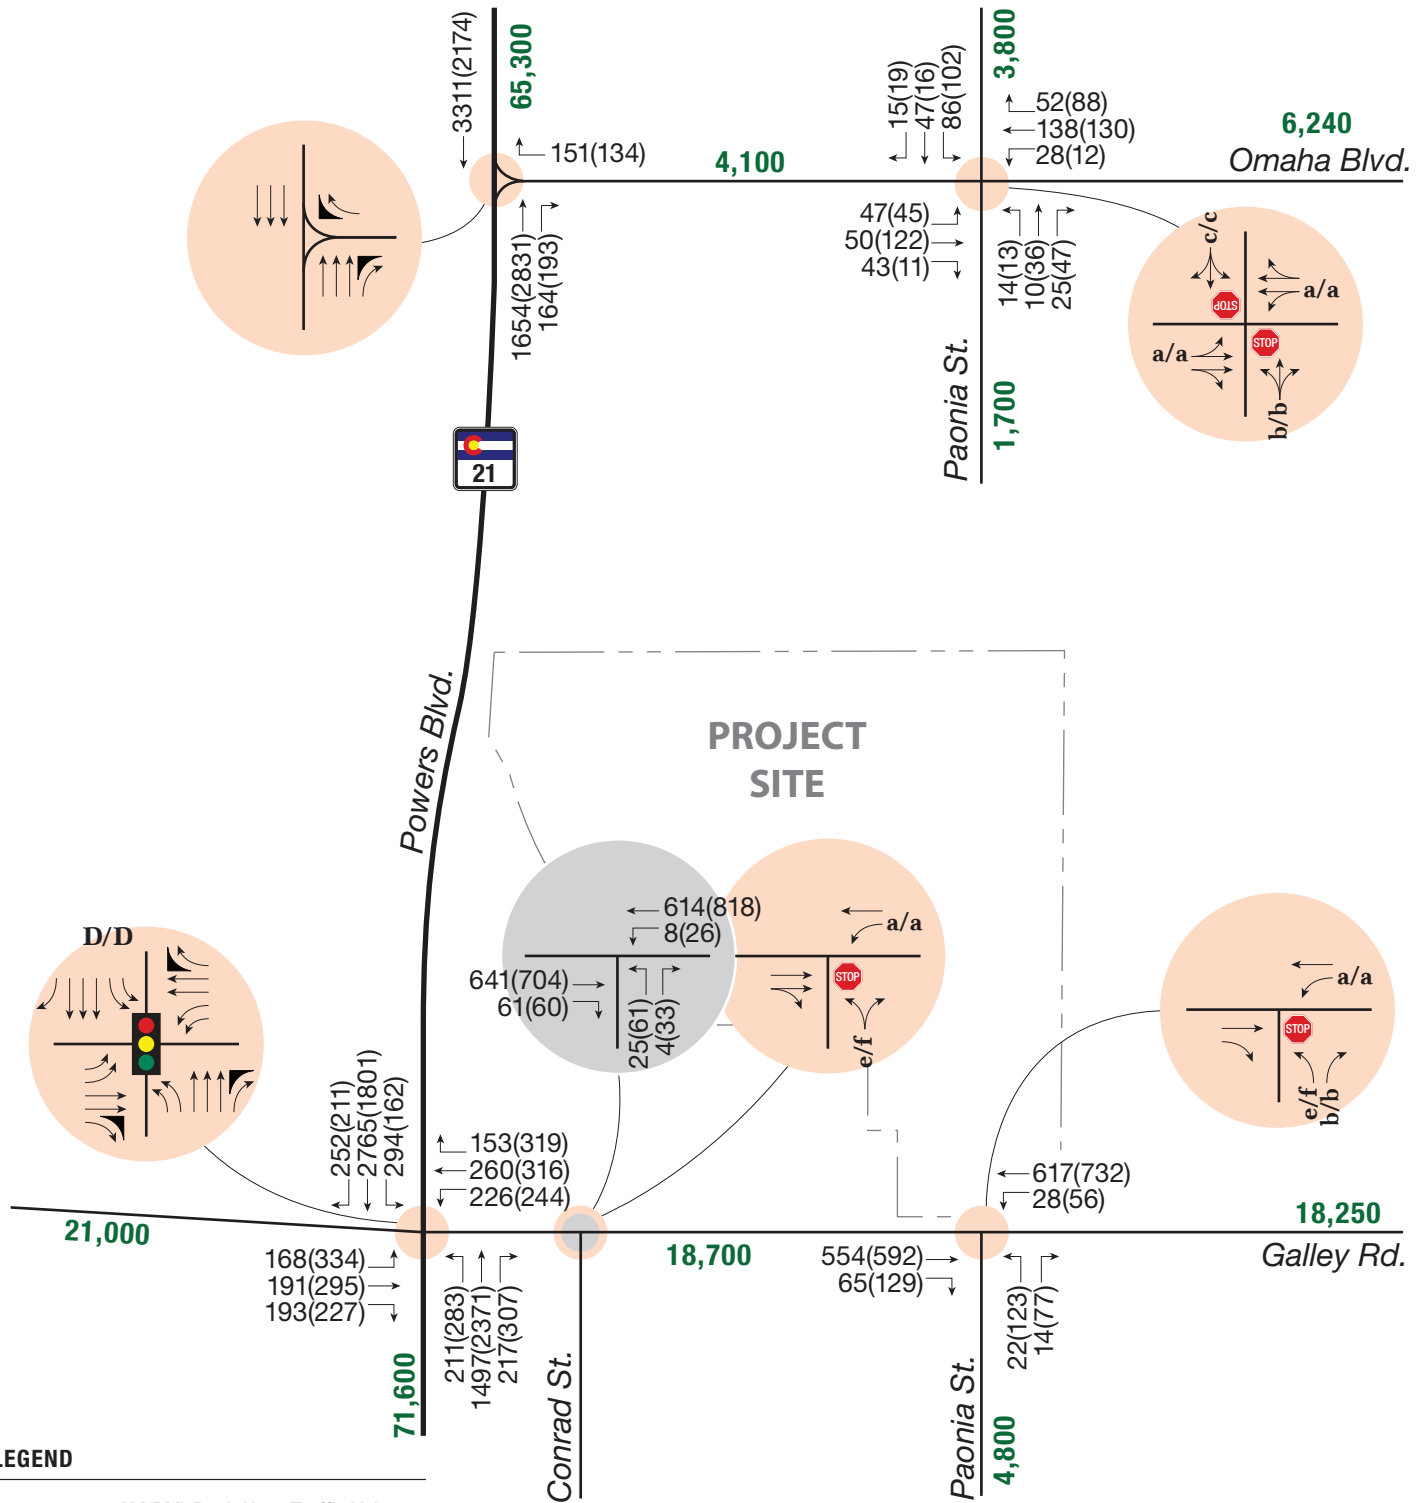 3311(2174)
65,300
151(134)
4,100
1654(2831)
164(193)
15(19)
47(16)
86(102)
3,800
52(88)
138(130)
28(12)
6,240
Omaha Blvd.
47(45)
50(122)
43(11)
14(13)
10(36)
25(47)
Paonia St.
1,700
c/c
a/a
STOP
STOP
a/a
b/b
21
Powers Blvd.
PROJECT
SITE
614(818)
8(26)
641(704)
61(60)
25(61)
4(33)
a/a
STOP
e/f
a/a
STOP
e/f
b/b
D/D
252(211)
2765(1801)
294(162)
153(319)
260(316)
226(244)
21,000
168(334)
191(295)
193(227)
211(283)
1497(2371)
217(307)
71,600
Conrad St.
18,700
617(732)
28(56)
554(592)
65(129)
22(123)
14(77)
18,250
Galley Rd.
Paonia St.
4,800
LEGEND